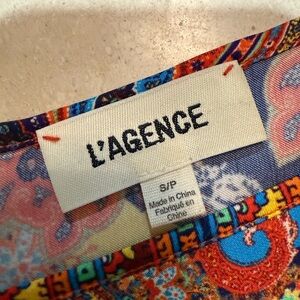 L'AGENCE
S/P
Made in China
Fabriqué en
Chine